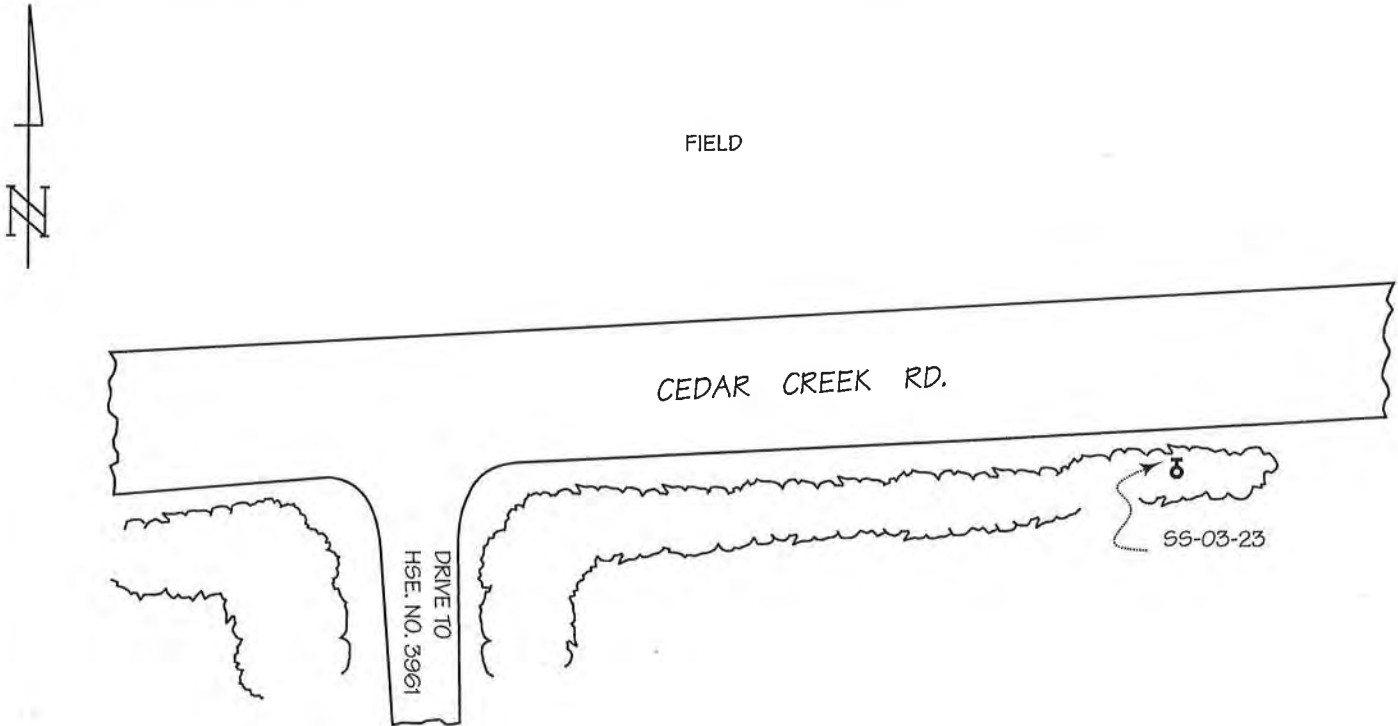 N
FIELD
CEDAR CREEK RD.
SS-03-23
DRIVE TO
HSE. NO. 3961